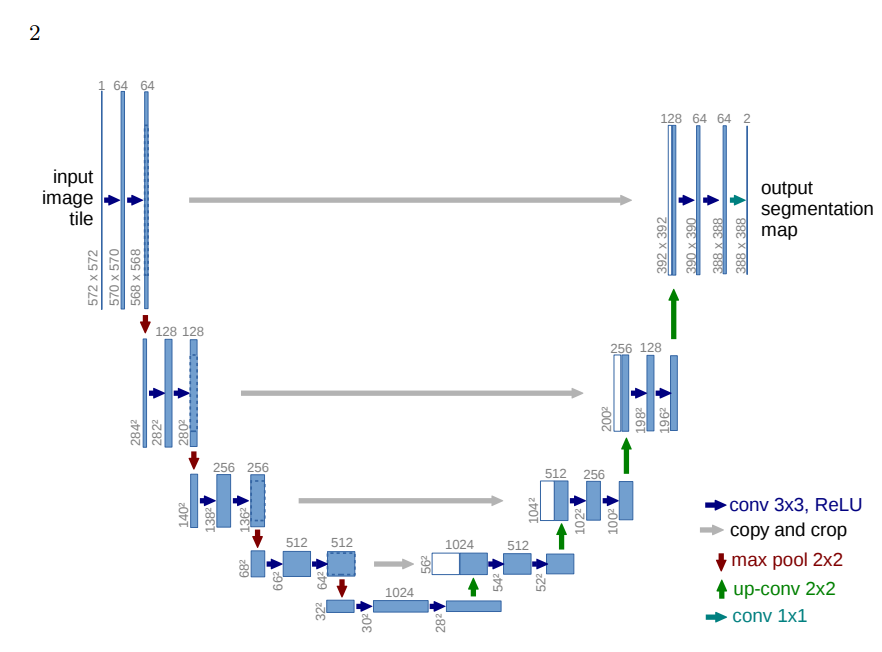 2
1 64 64
128 64 64 2
input
image
tile
output
segmentation
map
572 x 572
570 x 570
568 x 568
392 x 392
390 x 390
388 x 388
388 x 388
128 128
256 128
284²
282²
280²
200²
198²
196²
256 256
512 256
140²
138²
136²
104²
102²
100²
512 512
1024 512
68²
66²
64²
56²
54²
52²
1024
32²
30²
28²
conv 3x3, ReLU
copy and crop
max pool 2x2
up-conv 2x2
conv 1x1